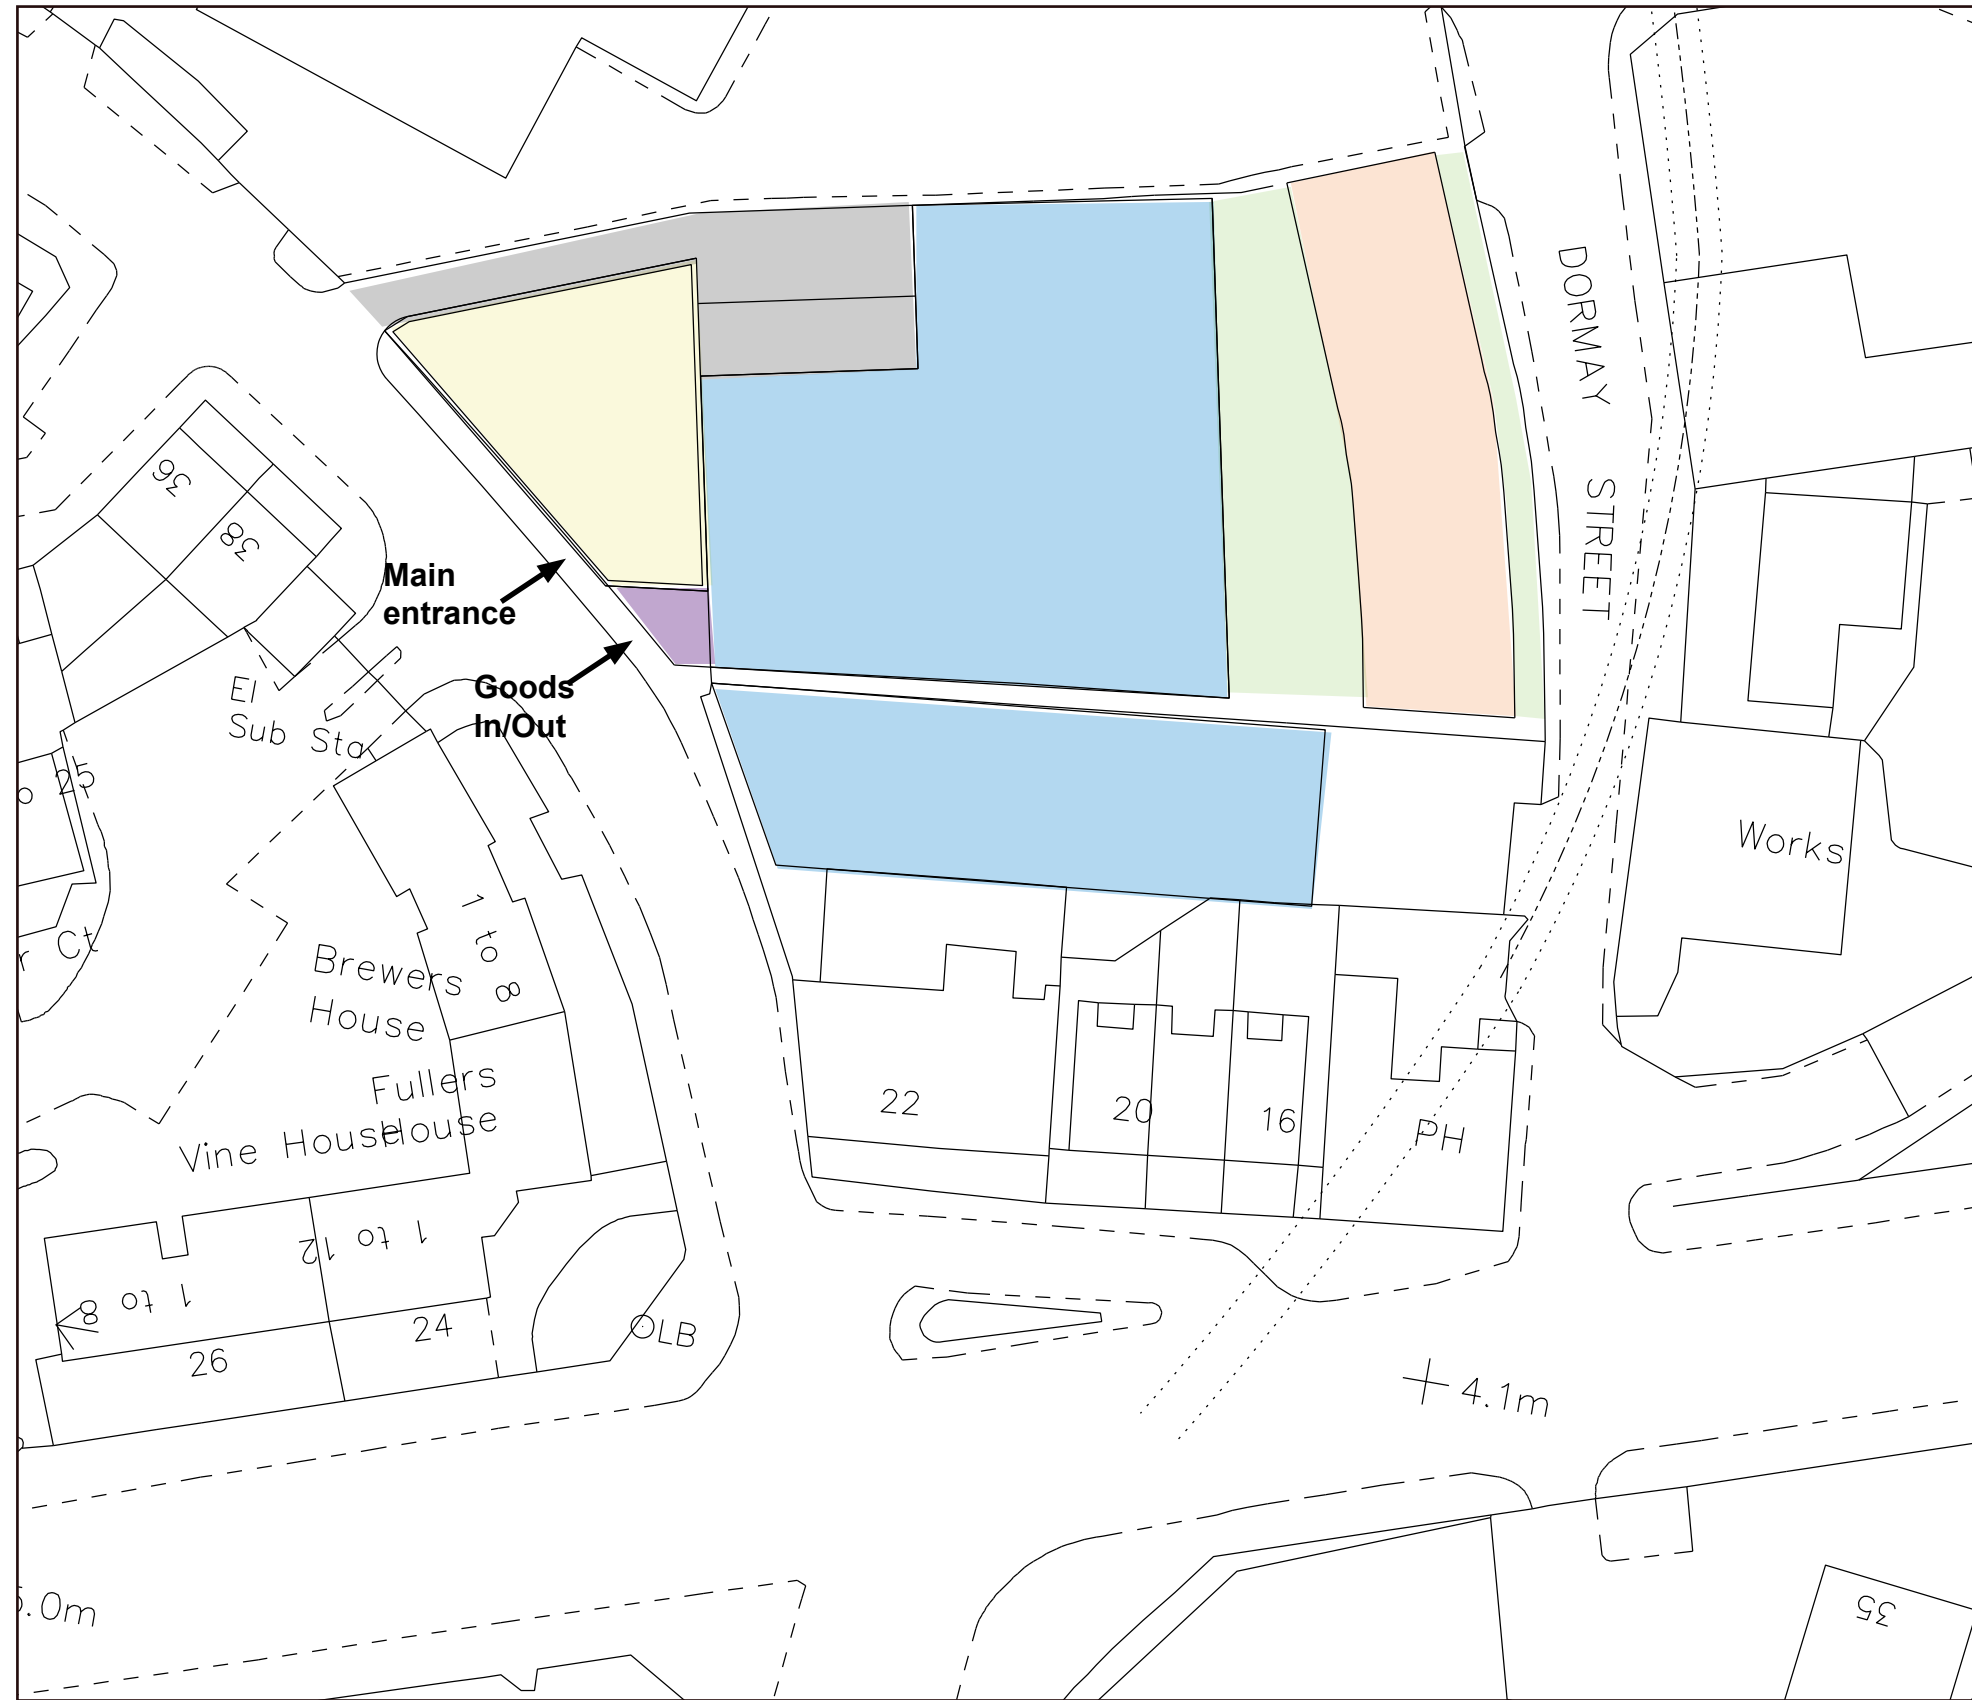 DORMAY
STREET
36
38
Main
entrance
Goods
In/Out
El
Sub Sta
25
Works
Ct
1 to 8
Brewers
House
Fullers
House
Vine House
22
20
16
PH
1 to 12
1 to 8
24
26
LB
4.1m
.0m
35